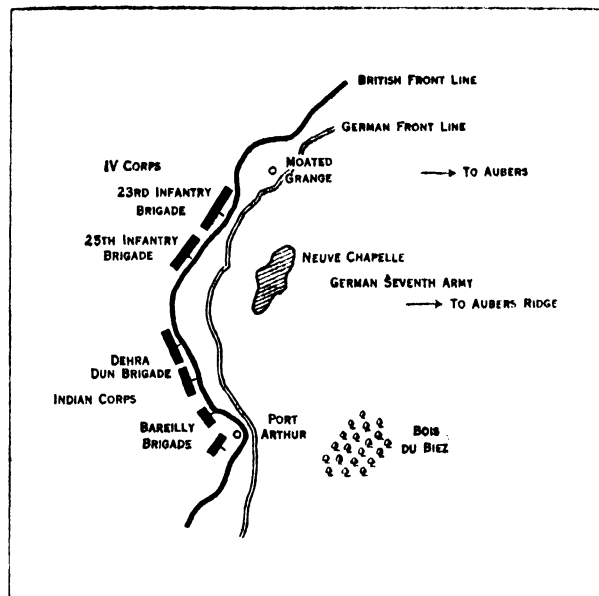 BRITISH FRONT LINE
GERMAN FRONT LINE
IV CORPS
MOATED
GRANGE
TO AUBERS
23RD INFANTRY
BRIGADE
25TH INFANTRY
BRIGADE
NEUVE CHAPELLE
GERMAN SEVENTH ARMY
TO AUBERS RIDGE
DEHRA
DUN BRIGADE
INDIAN CORPS
BAREILLY
BRIGADE
PORT
ARTHUR
BOIS
DU BIEZ